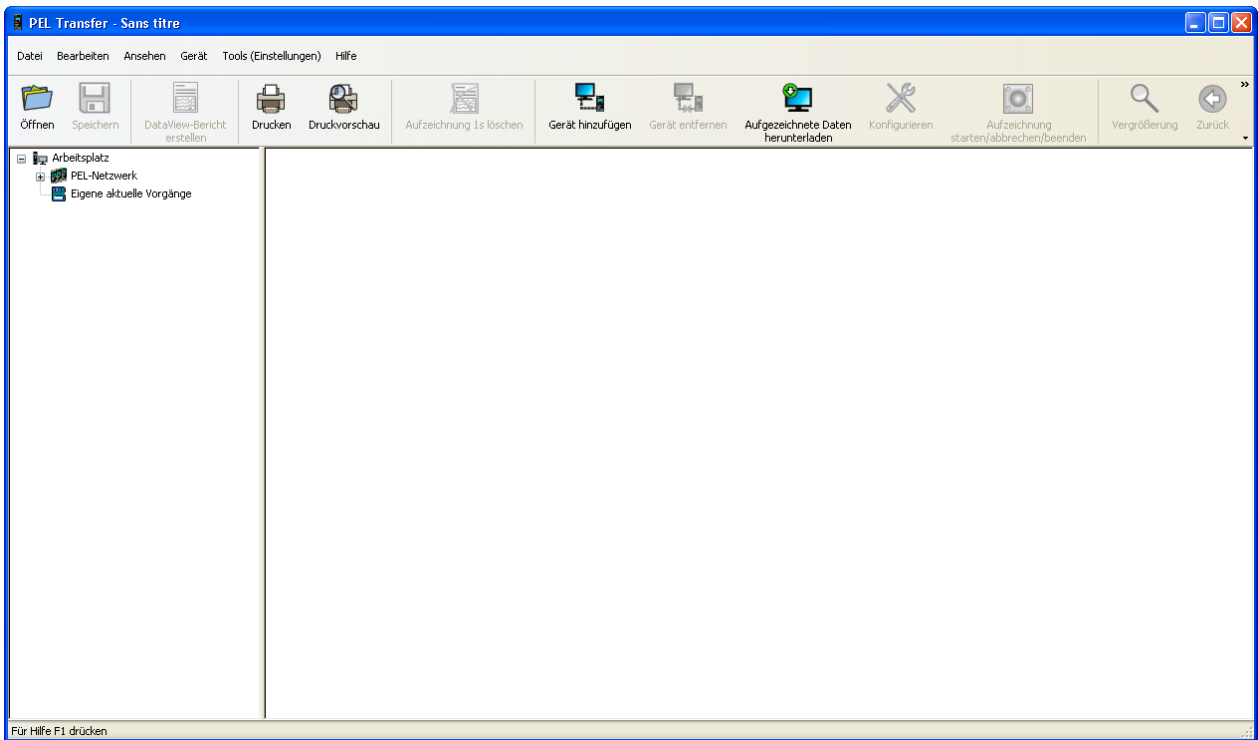 PEL Transfer - Sans titre
Datei Bearbeiten Ansehen Gerät Tools (Einstellungen) Hilfe
Öffnen Speichern DataView-Bericht erstellen Drucken Druckvorschau Aufzeichnung 1s löschen Gerät hinzufügen Gerät entfernen Aufgezeichnete Daten herunterladen Konfigurieren Aufzeichnung starten/abbrechen/beenden Vergrößerung Zurück »
Arbeitsplatz
PEL-Netzwerk
Eigene aktuelle Vorgänge
Für Hilfe F1 drücken